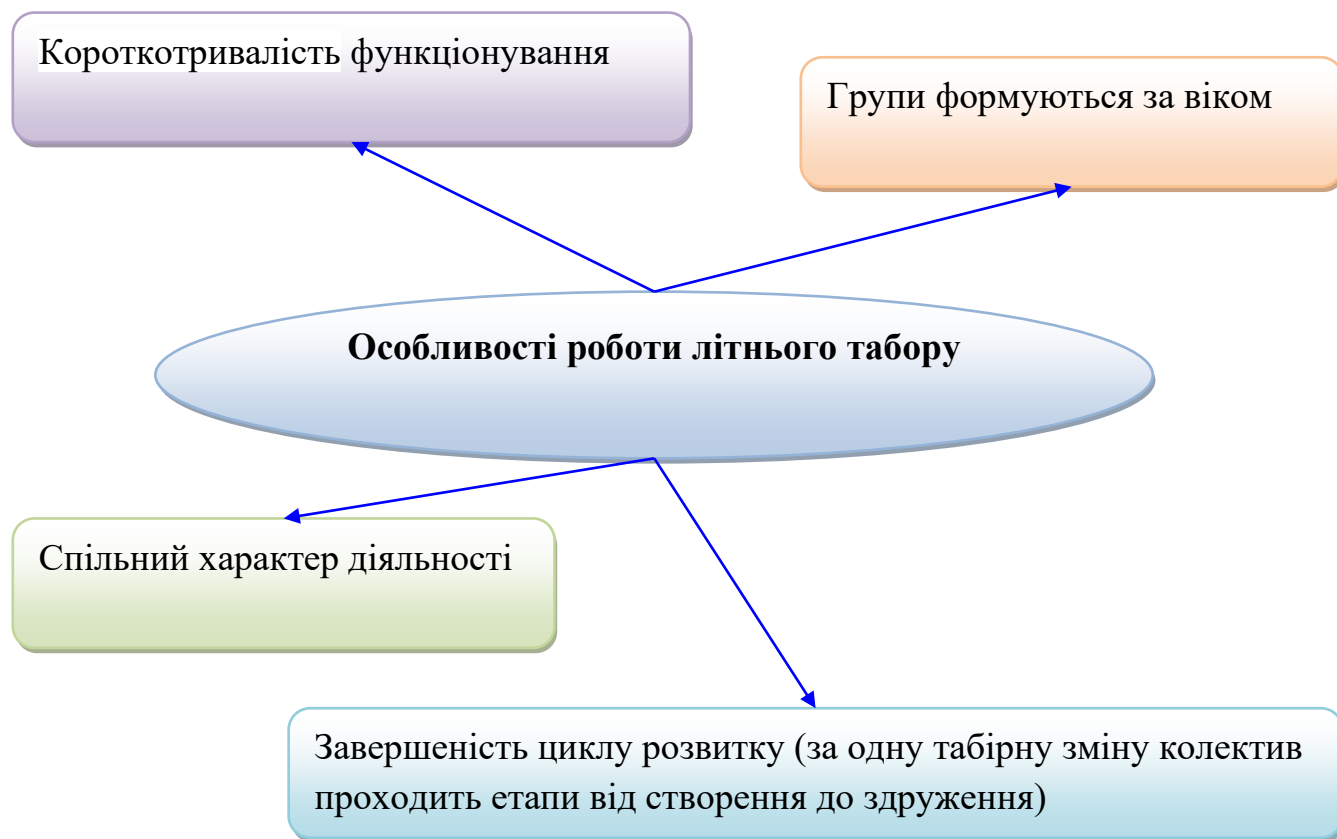 Короткотривалість функціонування
Групи формуються за віком
Особливості роботи літнього табору
Спільний характер діяльності
Завершеність циклу розвитку (за одну табірну зміну колектив
проходить етапи від створення до здруження)